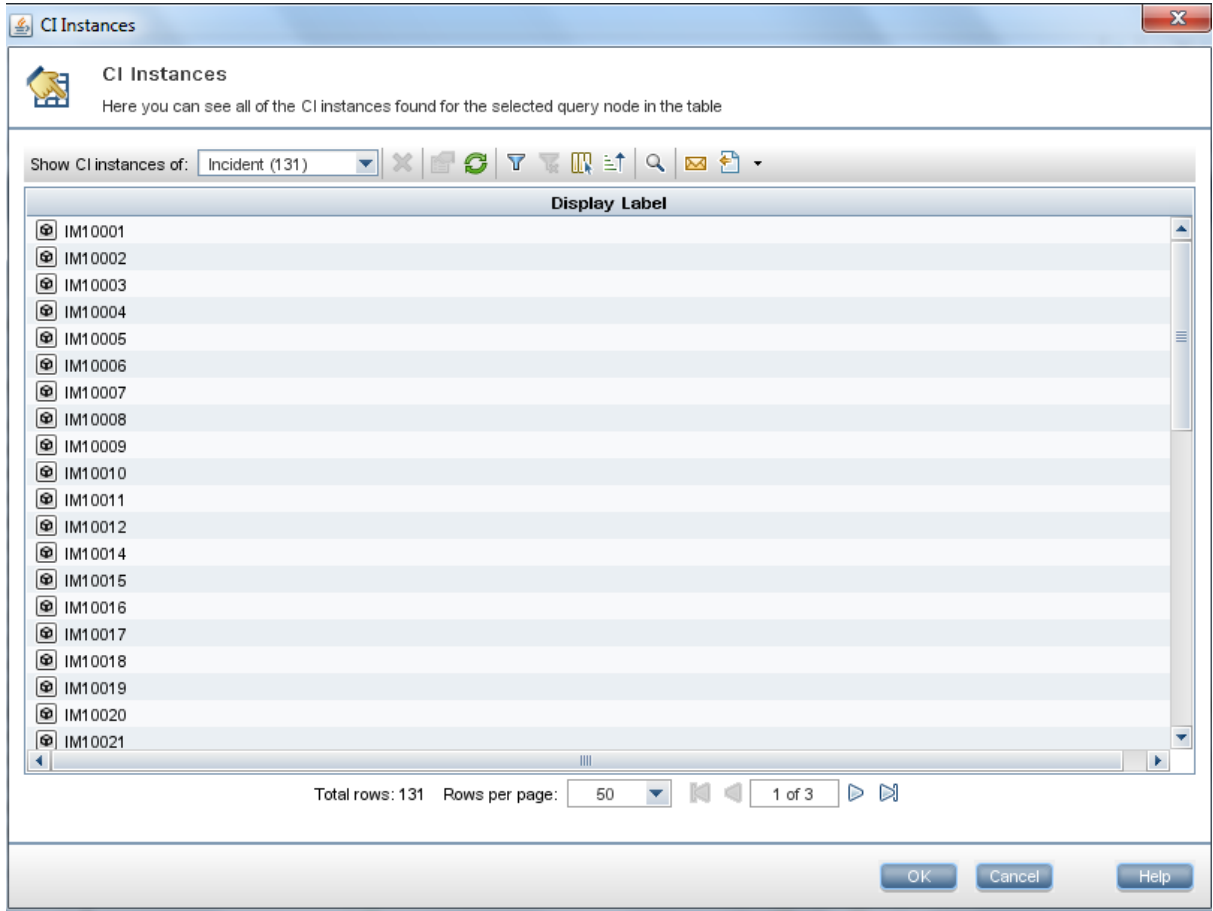 CI Instances
X
CI Instances
Here you can see all of the CI instances found for the selected query node in the table
Show CI instances of: Incident (131)
Display Label
IM10001
IM10002
IM10003
IM10004
IM10005
IM10006
IM10007
IM10008
IM10009
IM10010
IM10011
IM10012
IM10014
IM10015
IM10016
IM10017
IM10018
IM10019
IM10020
IM10021
Total rows: 131 Rows per page: 50 1 of 3
OK Cancel Help